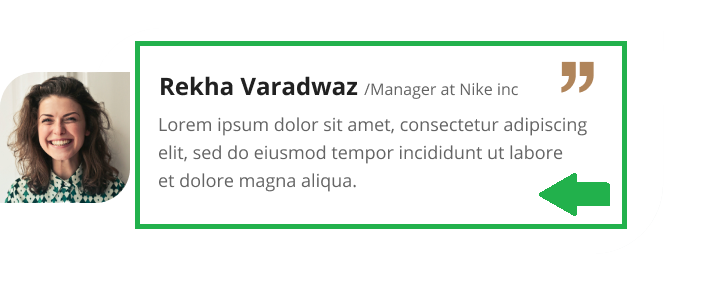 Rekha Varadwaz /Manager at Nike inc ”
Lorem ipsum dolor sit amet, consectetur adipiscing
elit, sed do eiusmod tempor incididunt ut labore
et dolore magna aliqua.